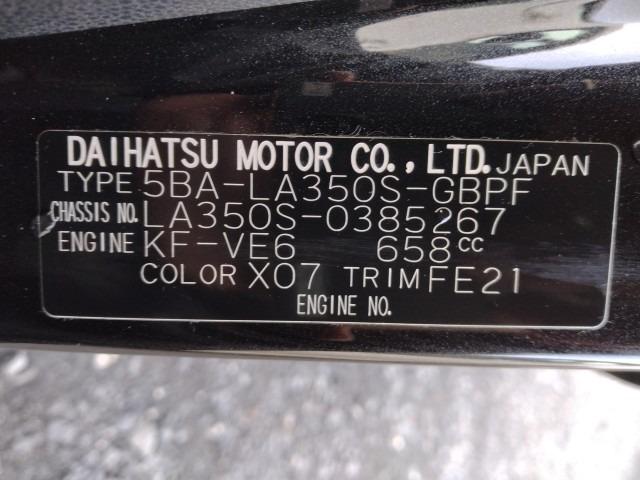 DAIHATSU MOTOR CO., LTD. JAPAN
TYPE 5BA-LA350S-GBPF
CHASSIS NO. LA350S-0385267
ENGINE KF-VE6 658cc
COLOR X07 TRIM FE21
ENGINE NO.